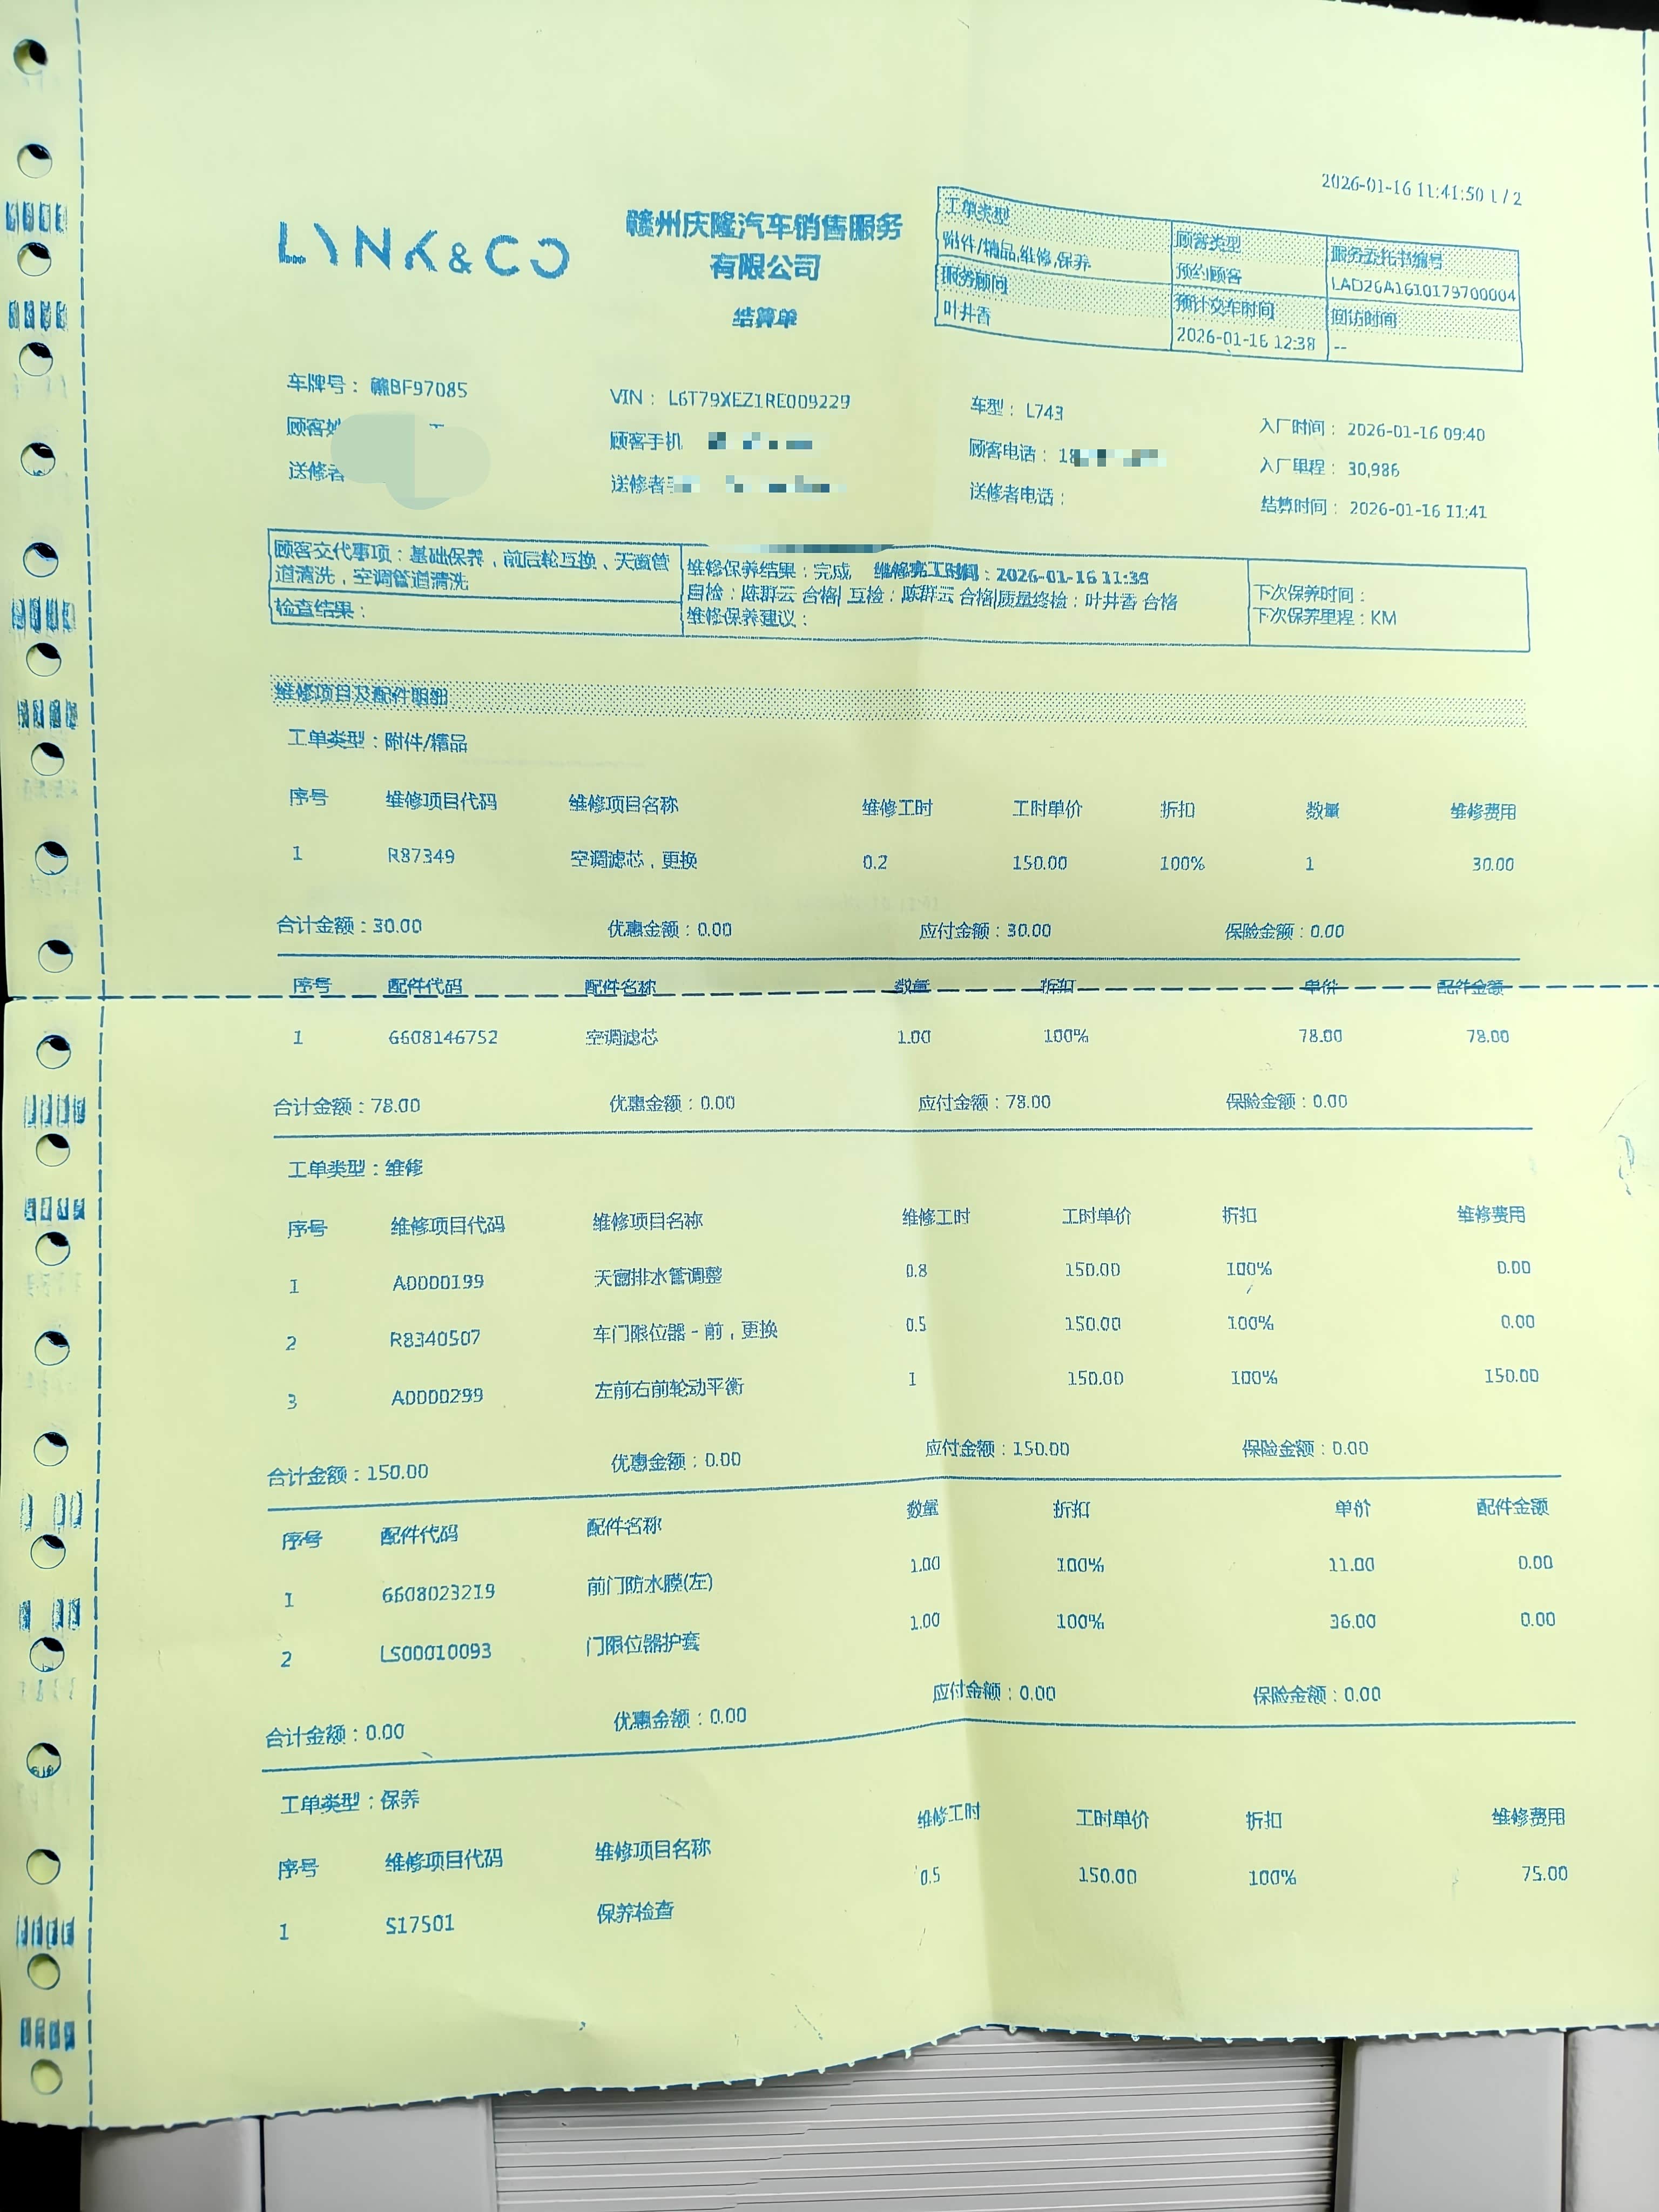 2026-01-16 11:41:50 1 / 2
LYNK&CO
赣州庆隆汽车销售服务
有限公司
结算单
工单类型 顾客类型 服务委托书编号
附件/精品,维修,保养 预约顾客 LAD26A1610179700004
服务顾问 预计交车时间 回访时间
叶井香 2026-01-16 12:38 --
车牌号：赣BF97085 VIN：L6T79XEZ1RE009229 车型：L743 入厂时间：2026-01-16 09:40
顾客 顾客手机 顾客电话：18 入厂里程：30,986
送修者 送修者 送修者电话： 结算时间：2026-01-16 11:41
顾客交代事项：基础保养，前后轮互换、天窗管
道清洗，空调管道清洗
检查结果：
维修保养结果：完成 维修完工时间：2026-01-16 11:39
自检：陈群云 合格| 互检：陈群云 合格|质量终检：叶井香 合格
维修保养建议：
下次保养时间：
下次保养里程：KM
维修项目及配件明细
工单类型：附件/精品
序号 维修项目代码 维修项目名称 维修工时 工时单价 折扣 数量 维修费用
1 R87349 空调滤芯，更换 0.2 150.00 100% 1 30.00
合计金额：30.00 优惠金额：0.00 应付金额：30.00 保险金额：0.00
序号 配件代码 配件名称 数量 折扣 单价 配件金额
1 6608146752 空调滤芯 1.00 100% 78.00 78.00
合计金额：78.00 优惠金额：0.00 应付金额：78.00 保险金额：0.00
工单类型：维修
序号 维修项目代码 维修项目名称 维修工时 工时单价 折扣 维修费用
1 A0000199 天窗排水管调整 0.8 150.00 100% 0.00
2 R8340507 车门限位器－前，更换 0.5 150.00 100% 0.00
3 A0000299 左前右前轮动平衡 1 150.00 100% 150.00
合计金额：150.00 优惠金额：0.00 应付金额：150.00 保险金额：0.00
序号 配件代码 配件名称 数量 折扣 单价 配件金额
1 6608023219 前门防水膜(左) 1.00 100% 11.00 0.00
2 LS00010093 门限位器护套 1.00 100% 36.00 0.00
合计金额：0.00 优惠金额：0.00 应付金额：0.00 保险金额：0.00
工单类型：保养
序号 维修项目代码 维修项目名称 维修工时 工时单价 折扣 维修费用
1 S17501 保养检查 0.5 150.00 100% 75.00